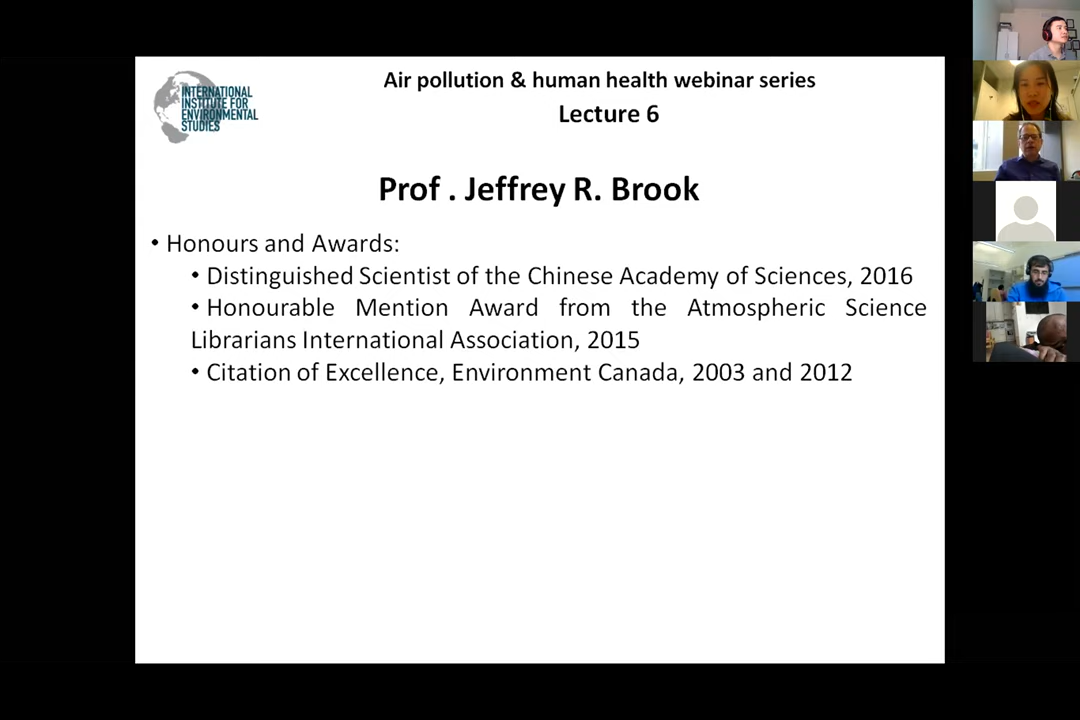 INTERNATIONAL
INSTITUTE FOR
ENVIRONMENTAL
STUDIES
Air pollution & human health webinar series
Lecture 6
Prof . Jeffrey R. Brook
• Honours and Awards:
• Distinguished Scientist of the Chinese Academy of Sciences, 2016
• Honourable Mention Award from the Atmospheric Science
Librarians International Association, 2015
• Citation of Excellence, Environment Canada, 2003 and 2012